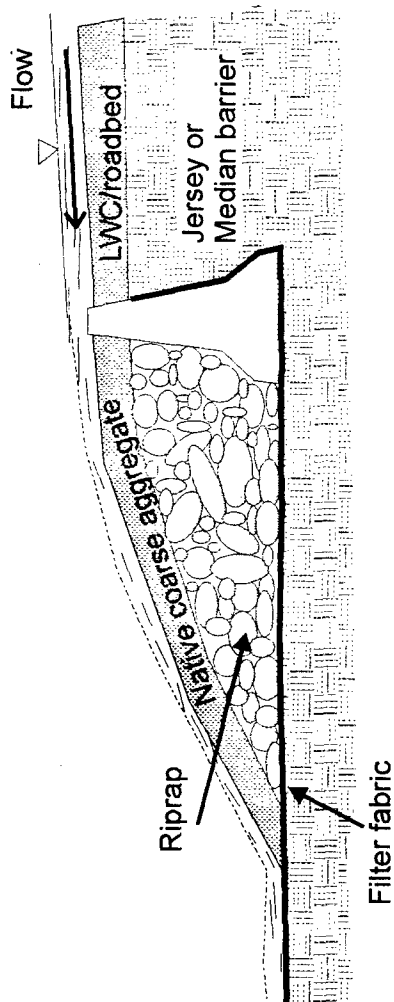 Flow
LWC/roadbed
Jersey or
Median barrier
Native coarse aggregate
Riprap
Filter fabric